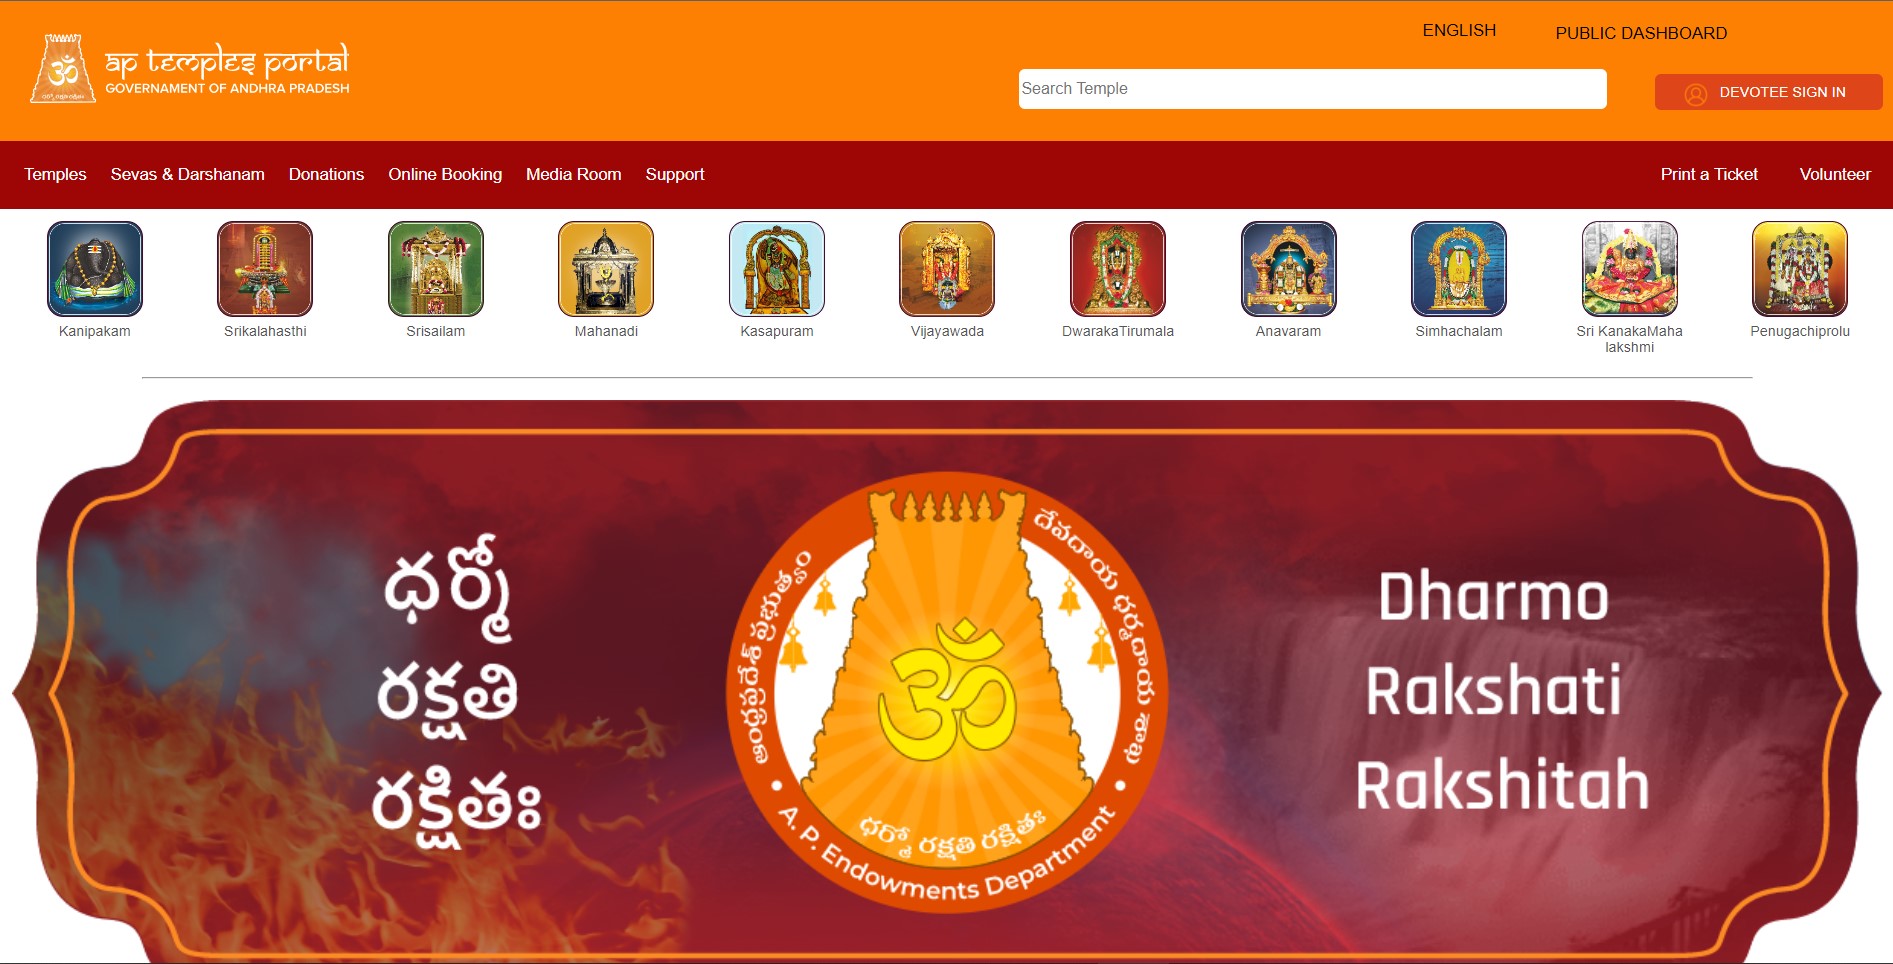 ap temples portal
GOVERNAMENT OF ANDHRA PRADESH
ENGLISH
PUBLIC DASHBOARD
Search Temple
DEVOTEE SIGN IN
Temples
Sevas & Darshanam
Donations
Online Booking
Media Room
Support
Print a Ticket
Volunteer
Kanipakam
Srikalahasthi
Srisailam
Mahanadi
Kasapuram
Vijayawada
DwarakaTirumala
Anavaram
Simhachalam
Sri KanakaMaha
lakshmi
Penugachiprolu
ధర్మో
రక్షతి
రక్షితః
ఆంధ్రప్రదేశ్ ప్రభుత్వం
దేవదాయ ధర్మదాయ శాఖ
ధర్మో రక్షతి రక్షితః
A. P. Endowments Department
Dharmo
Rakshati
Rakshitah